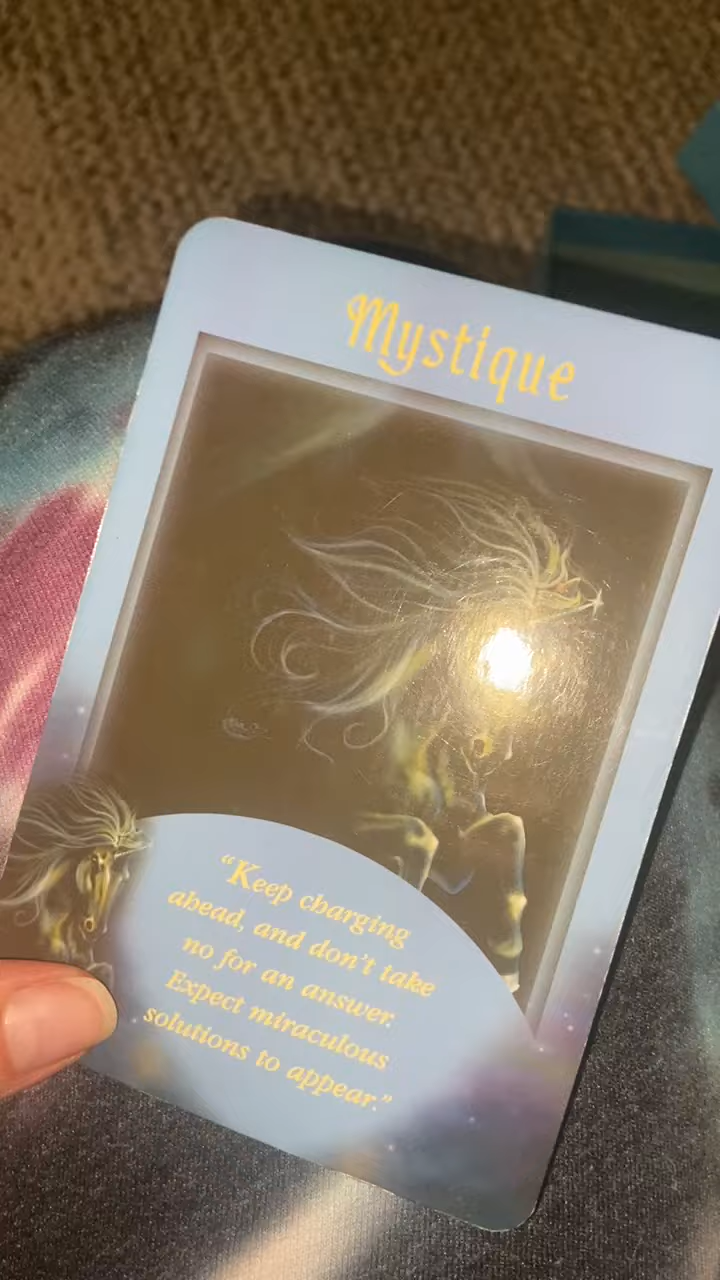 Mystique
“Keep charging
ahead, and don’t take
no for an answer.
Expect miraculous
solutions to appear.”